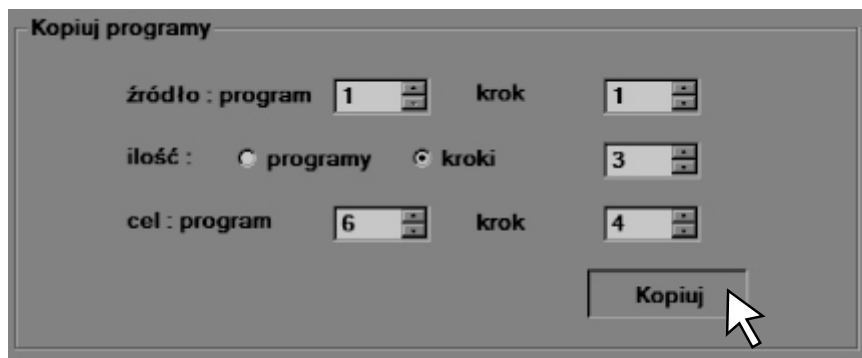 Kopiuj programy
źródło : program 1 krok 1
ilość : programy kroki 3
cel : program 6 krok 4
Kopiuj